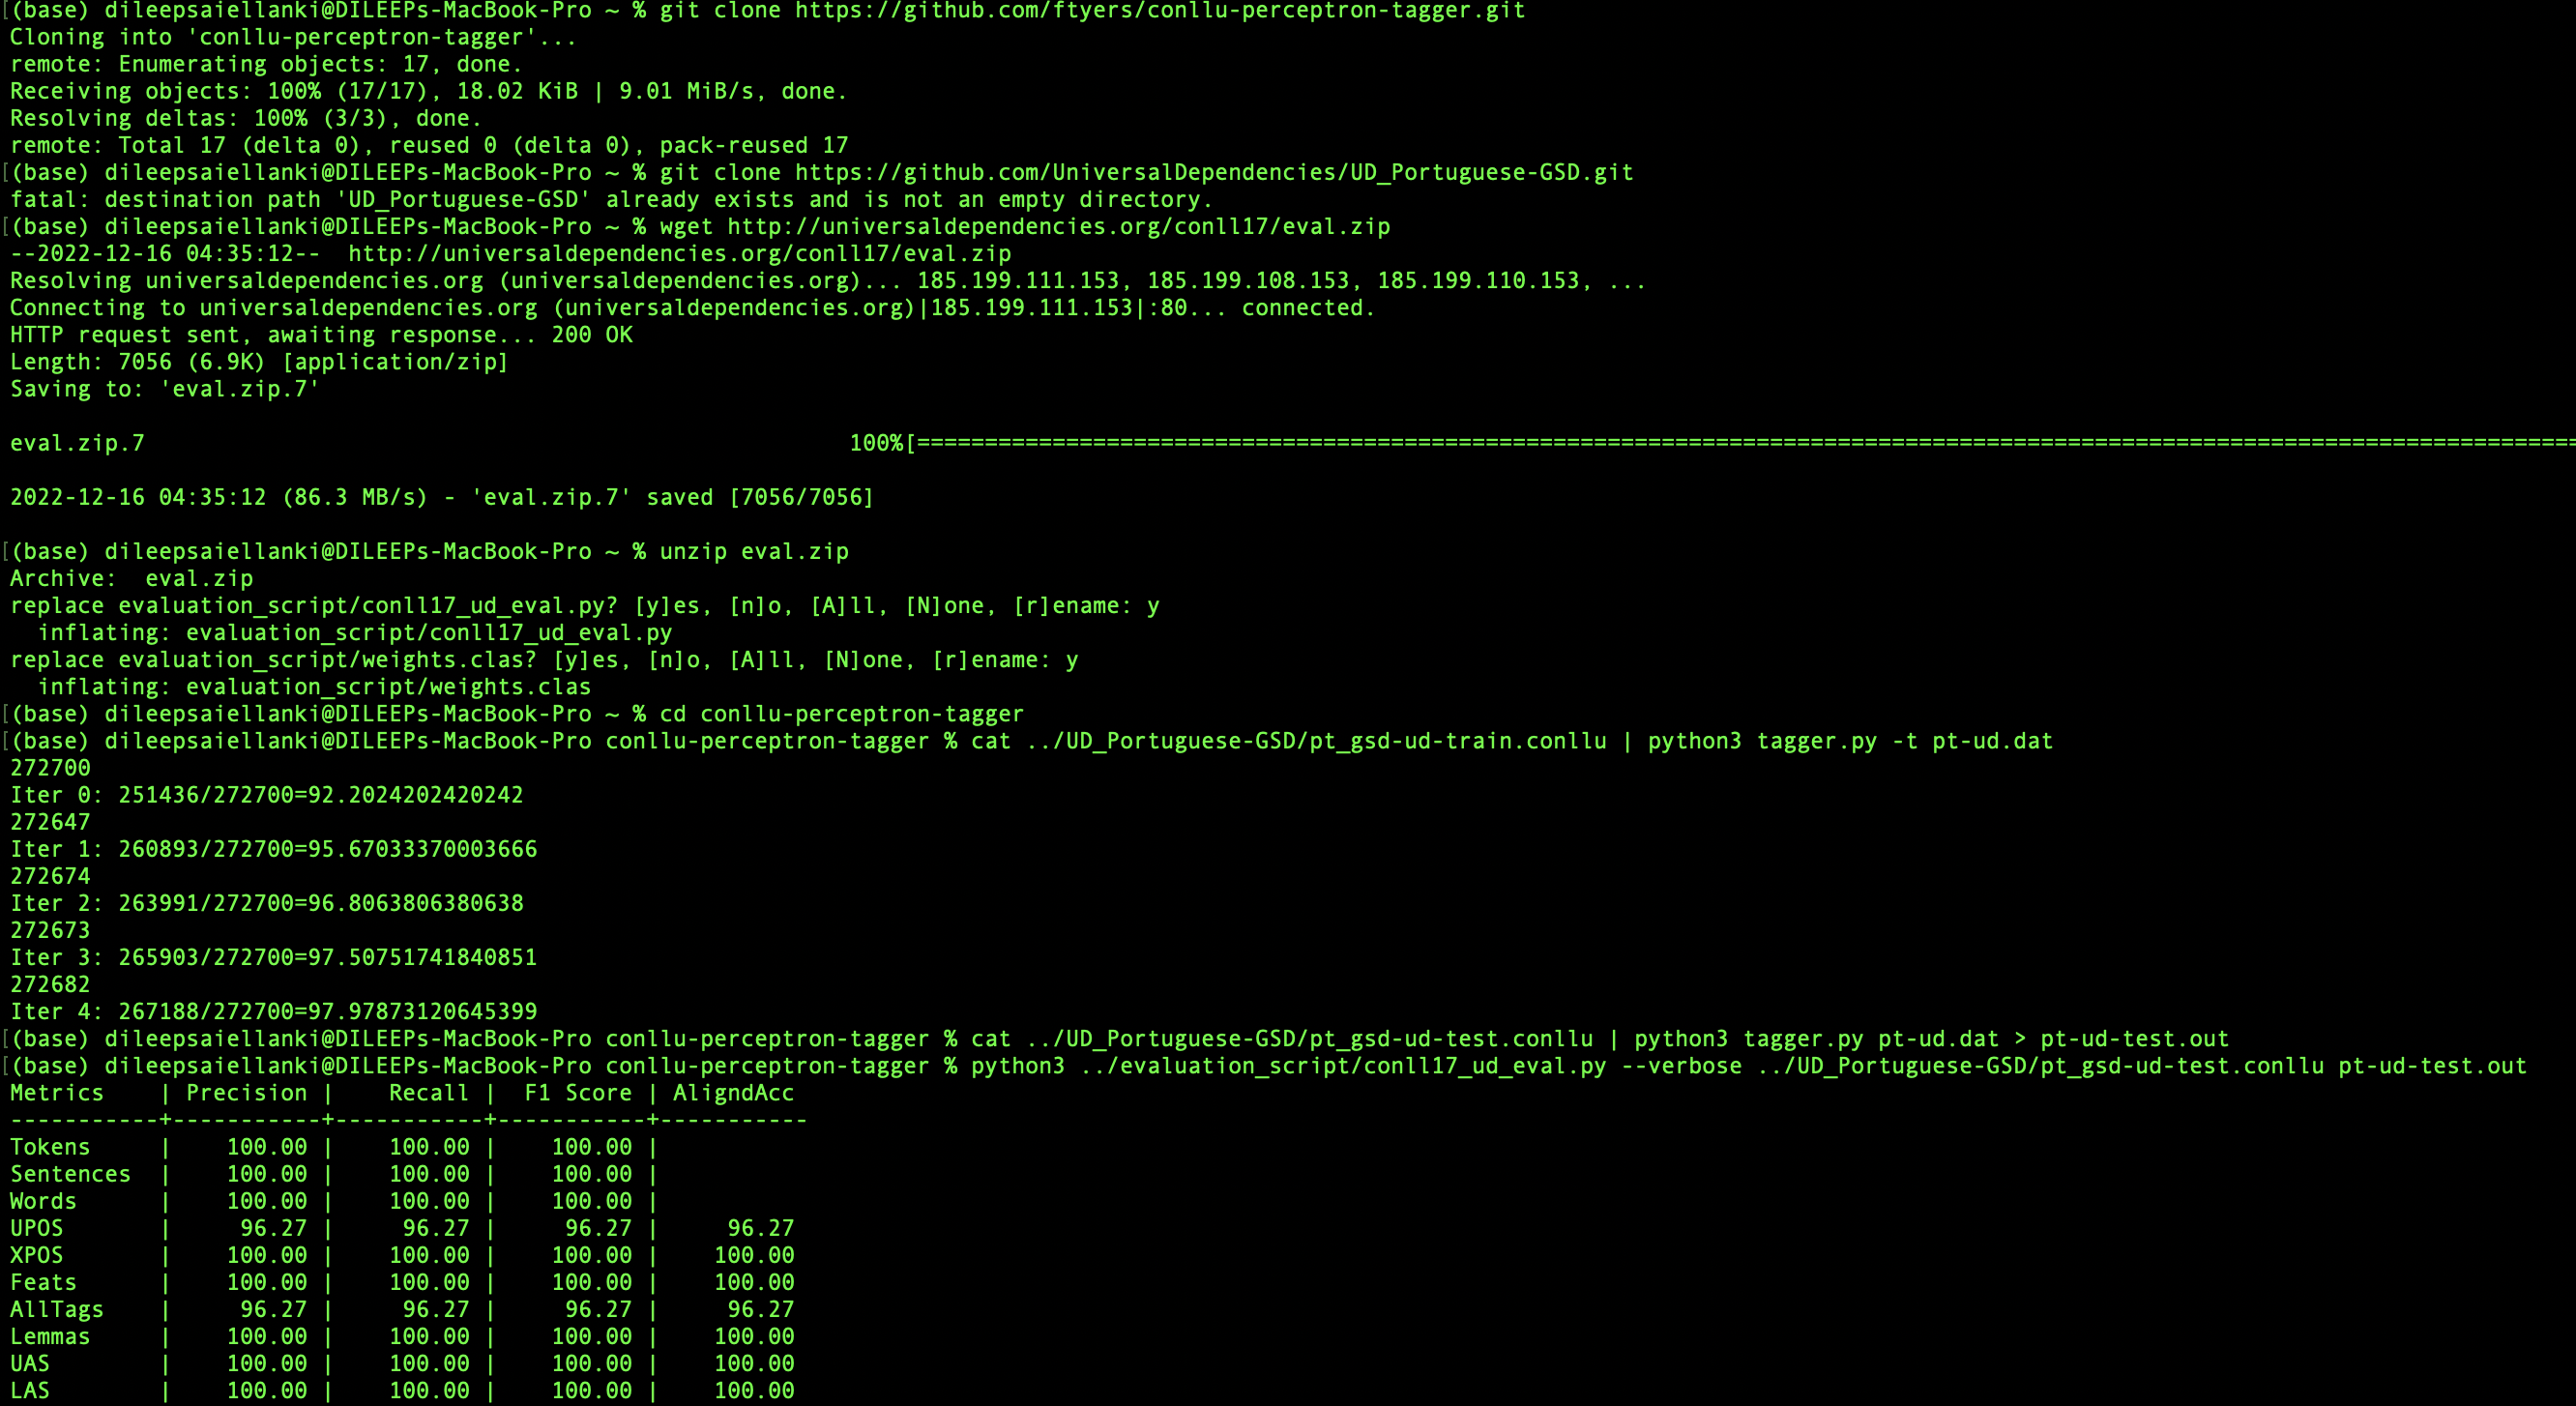 [(base) dileepsaiellanki@DILEEPs-MacBook-Pro ~ % git clone https://github.com/ftyers/conllu-perceptron-tagger.git
Cloning into 'conllu-perceptron-tagger'...
remote: Enumerating objects: 17, done.
Receiving objects: 100% (17/17), 18.02 KiB | 9.01 MiB/s, done.
Resolving deltas: 100% (3/3), done.
remote: Total 17 (delta 0), reused 0 (delta 0), pack-reused 17
[(base) dileepsaiellanki@DILEEPs-MacBook-Pro ~ % git clone https://github.com/UniversalDependencies/UD_Portuguese-GSD.git
fatal: destination path 'UD_Portuguese-GSD' already exists and is not an empty directory.
[(base) dileepsaiellanki@DILEEPs-MacBook-Pro ~ % wget http://universaldependencies.org/conll17/eval.zip
--2022-12-16 04:35:12--  http://universaldependencies.org/conll17/eval.zip
Resolving universaldependencies.org (universaldependencies.org)... 185.199.111.153, 185.199.108.153, 185.199.110.153, ...
Connecting to universaldependencies.org (universaldependencies.org)|185.199.111.153|:80... connected.
HTTP request sent, awaiting response... 200 OK
Length: 7056 (6.9K) [application/zip]
Saving to: 'eval.zip.7'
eval.zip.7 100%[==============================================================================================================================
2022-12-16 04:35:12 (86.3 MB/s) - 'eval.zip.7' saved [7056/7056]
[(base) dileepsaiellanki@DILEEPs-MacBook-Pro ~ % unzip eval.zip
Archive:  eval.zip
replace evaluation_script/conll17_ud_eval.py? [y]es, [n]o, [A]ll, [N]one, [r]ename: y
  inflating: evaluation_script/conll17_ud_eval.py
replace evaluation_script/weights.clas? [y]es, [n]o, [A]ll, [N]one, [r]ename: y
  inflating: evaluation_script/weights.clas
[(base) dileepsaiellanki@DILEEPs-MacBook-Pro ~ % cd conllu-perceptron-tagger
[(base) dileepsaiellanki@DILEEPs-MacBook-Pro conllu-perceptron-tagger % cat ../UD_Portuguese-GSD/pt_gsd-ud-train.conllu | python3 tagger.py -t pt-ud.dat
272700
Iter 0: 251436/272700=92.2024202420242
272647
Iter 1: 260893/272700=95.67033370003666
272674
Iter 2: 263991/272700=96.8063806380638
272673
Iter 3: 265903/272700=97.50751741840851
272682
Iter 4: 267188/272700=97.97873120645399
[(base) dileepsaiellanki@DILEEPs-MacBook-Pro conllu-perceptron-tagger % cat ../UD_Portuguese-GSD/pt_gsd-ud-test.conllu | python3 tagger.py pt-ud.dat > pt-ud-test.out
[(base) dileepsaiellanki@DILEEPs-MacBook-Pro conllu-perceptron-tagger % python3 ../evaluation_script/conll17_ud_eval.py --verbose ../UD_Portuguese-GSD/pt_gsd-ud-test.conllu pt-ud-test.out
Metrics    | Precision |    Recall |  F1 Score | AligndAcc
-----------+-----------+-----------+-----------+-----------
Tokens     |    100.00 |    100.00 |    100.00 |
Sentences  |    100.00 |    100.00 |    100.00 |
Words      |    100.00 |    100.00 |    100.00 |
UPOS       |     96.27 |     96.27 |     96.27 |     96.27
XPOS       |    100.00 |    100.00 |    100.00 |    100.00
Feats      |    100.00 |    100.00 |    100.00 |    100.00
AllTags    |     96.27 |     96.27 |     96.27 |     96.27
Lemmas     |    100.00 |    100.00 |    100.00 |    100.00
UAS        |    100.00 |    100.00 |    100.00 |    100.00
LAS        |    100.00 |    100.00 |    100.00 |    100.00